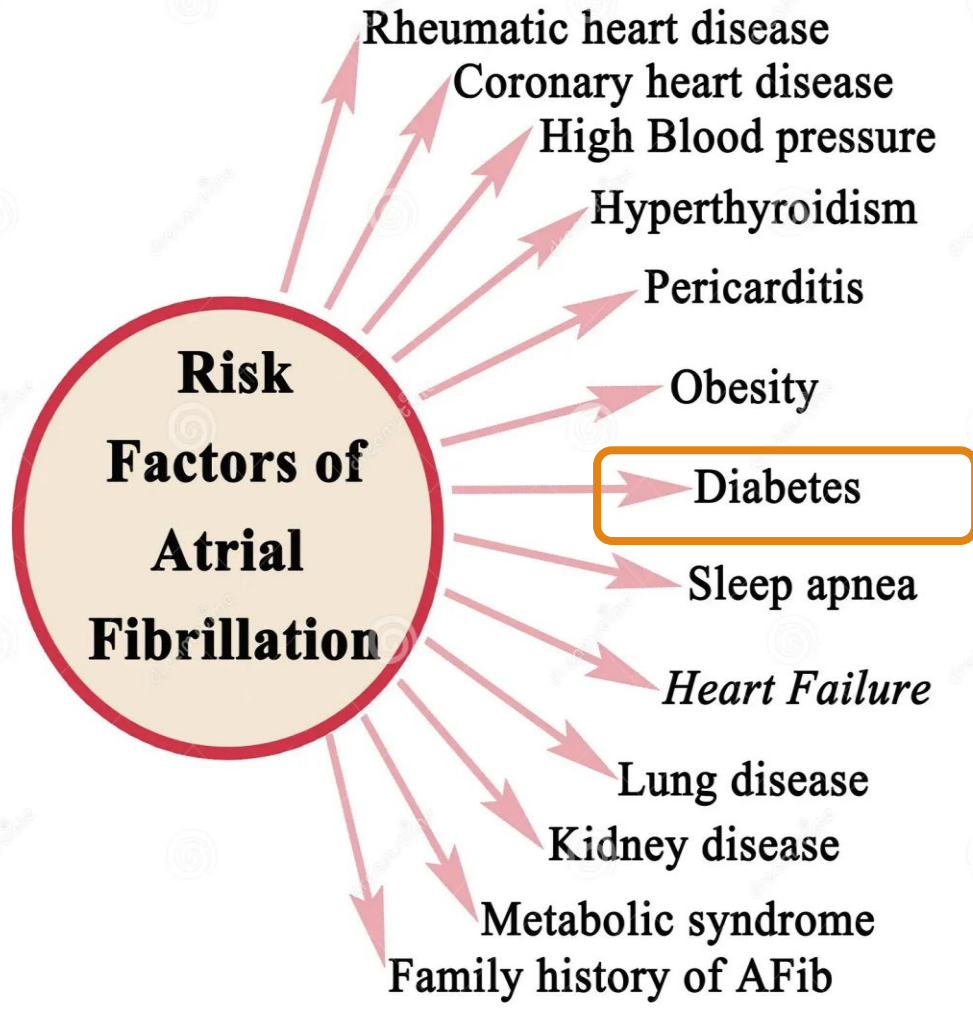 Rheumatic heart disease
Coronary heart disease
High Blood pressure
Hyperthyroidism
Pericarditis
Obesity
Diabetes
Sleep apnea
Heart Failure
Lung disease
Kidney disease
Metabolic syndrome
Family history of AFib
Risk
Factors of
Atrial
Fibrillation